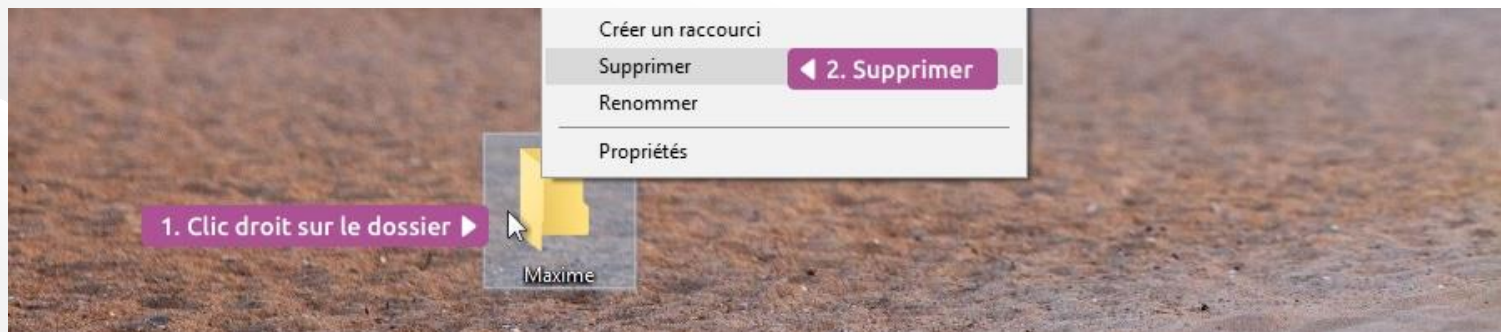 Créer un raccourci
Supprimer
2. Supprimer
Renommer
Propriétés
1. Clic droit sur le dossier
Maxime